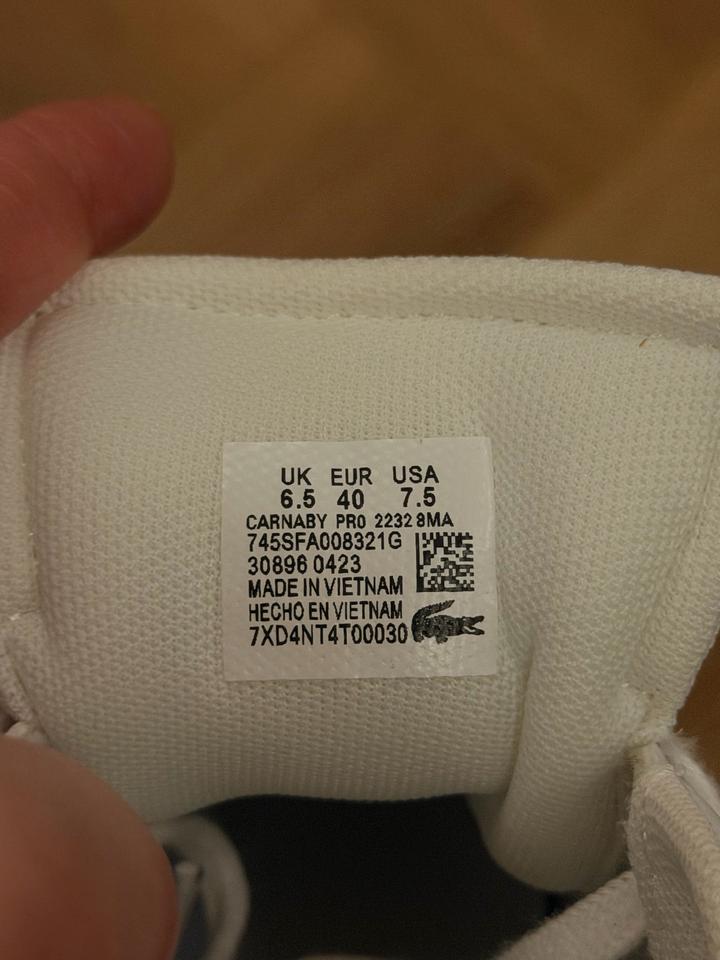 UK EUR USA
6.5 40 7.5
CARNABY PRO 2232 8MA
745SFA008321G
30896 0423
MADE IN VIETNAM
HECHO EN VIETNAM
7XD4NT4T00030